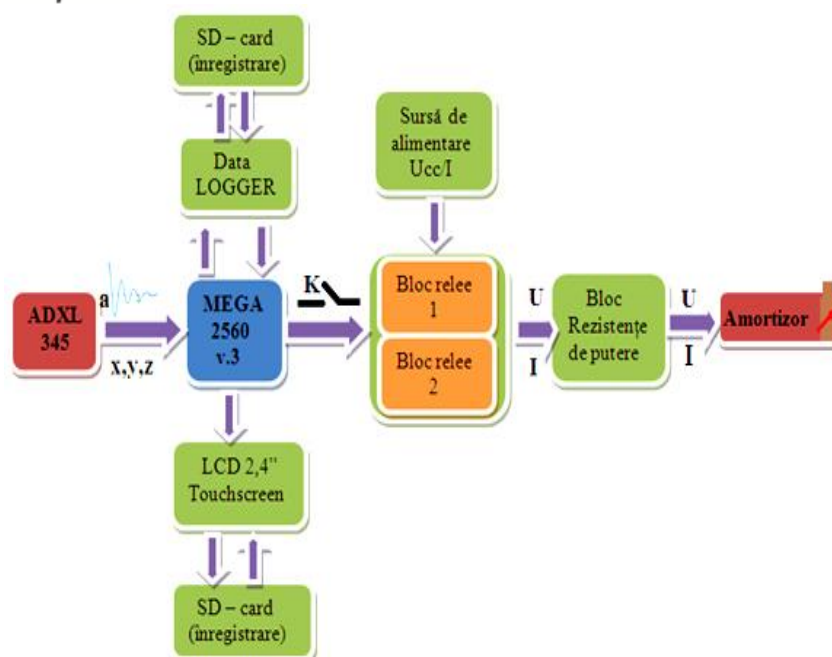 SD – card
(înregistrare)
Sursă de
alimentare
Ucc/I
Data
LOGGER
a
K
ADXL
345
x,y,z
MEGA
2560
v.3
Bloc relee
1
Bloc relee
2
U
I
Bloc
Rezistențe
de putere
U
I
Amortizor
LCD 2,4"
Touchscreen
SD – card
(înregistrare)